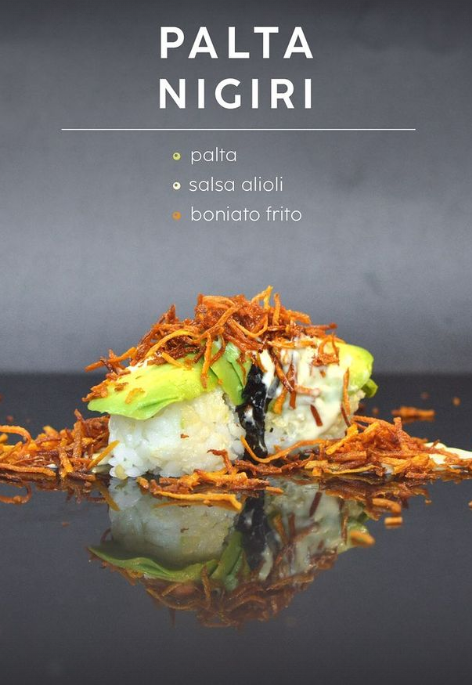 PALTA
NIGIRI
palta
salsa alioli
boniato frito